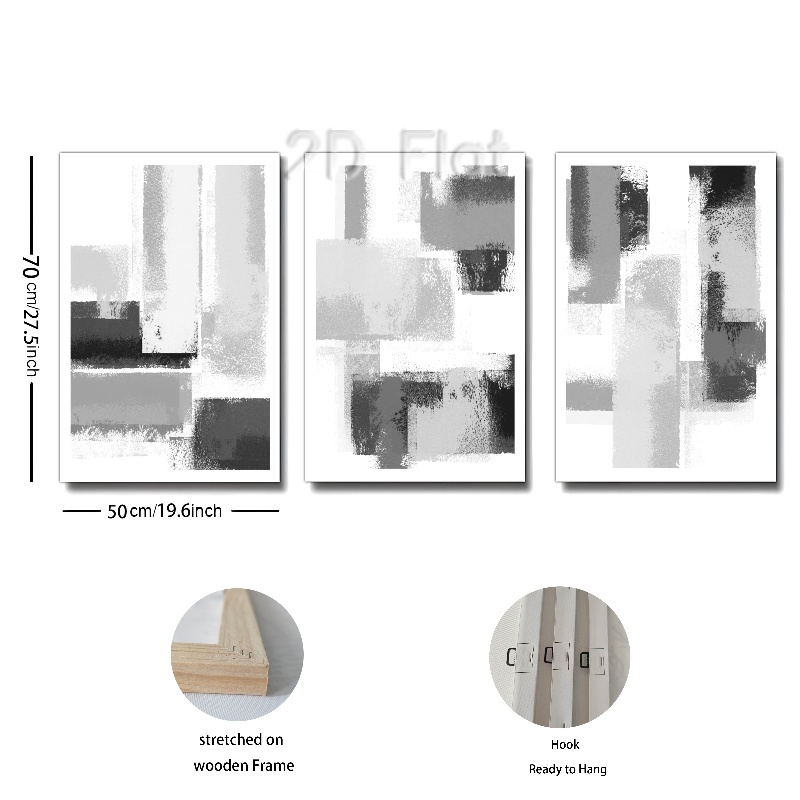 2D Flat
70 cm/27.5inch
50cm/19.6inch
stretched on
wooden Frame
Hook
Ready to Hang